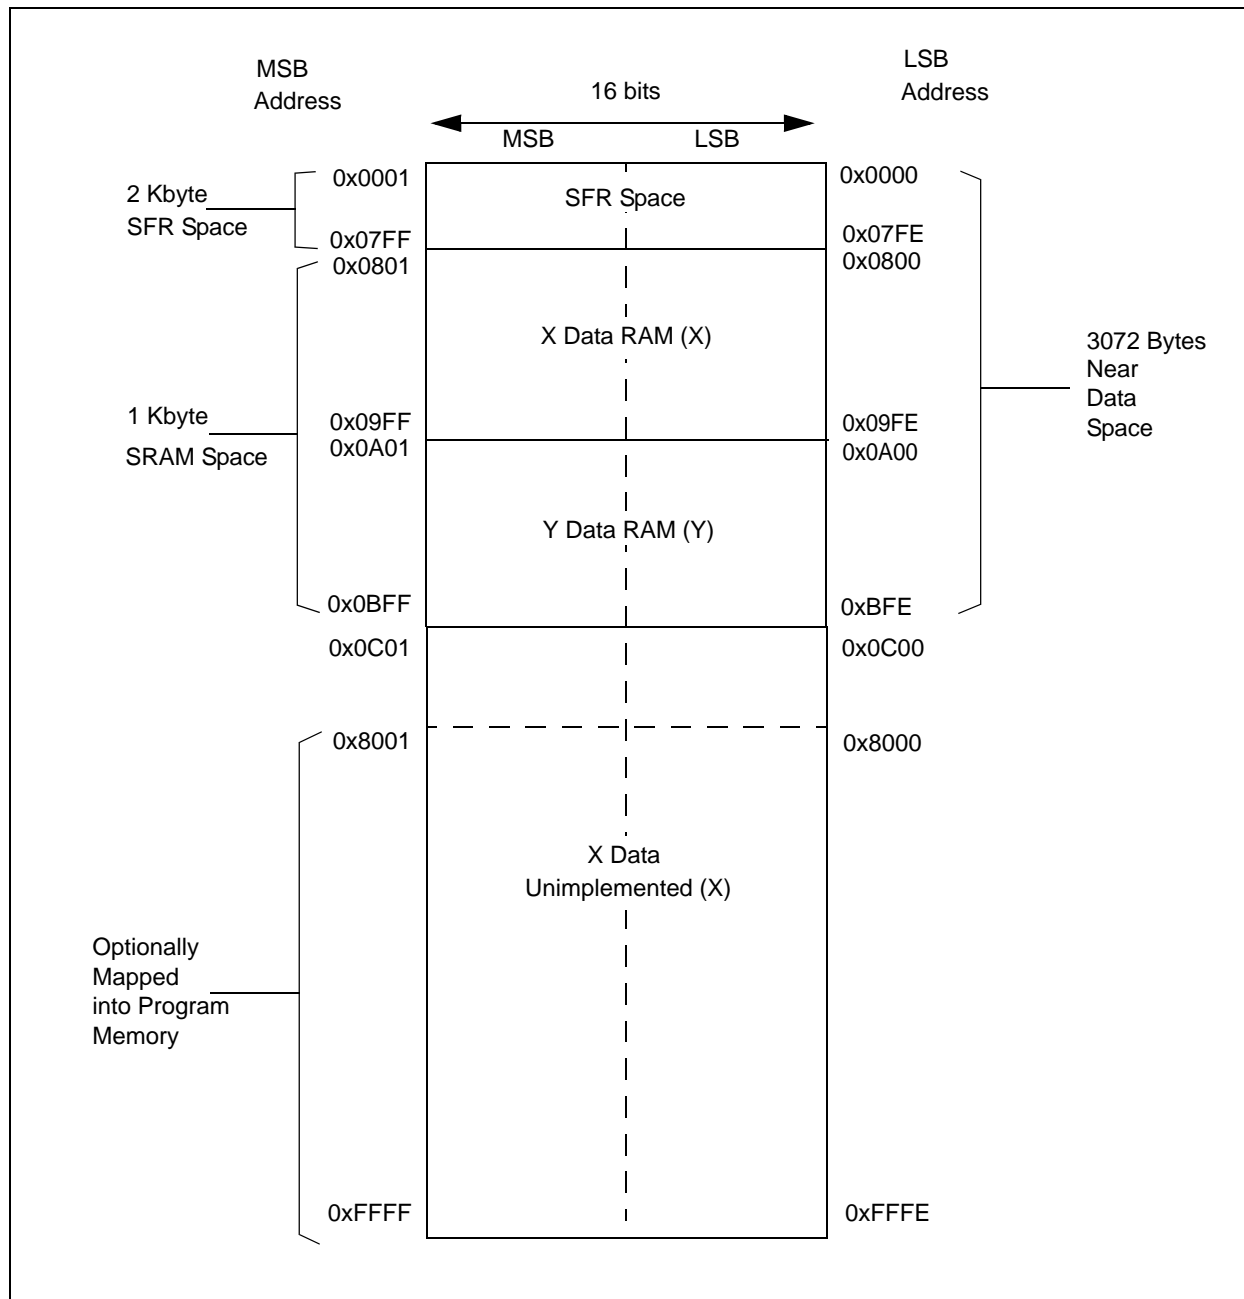 MSB
Address
16 bits
LSB
Address
MSB
LSB
2 Kbyte
SFR Space
0x0001
SFR Space
0x0000
0x07FF
0x07FE
0x0801
0x0800
X Data RAM (X)
3072 Bytes
Near
Data
Space
1 Kbyte
SRAM Space
0x09FF
0x09FE
0x0A01
0x0A00
Y Data RAM (Y)
0x0BFF
0xBFE
0x0C01
0x0C00
0x8001
0x8000
X Data
Unimplemented (X)
Optionally
Mapped
into Program
Memory
0xFFFF
0xFFFE